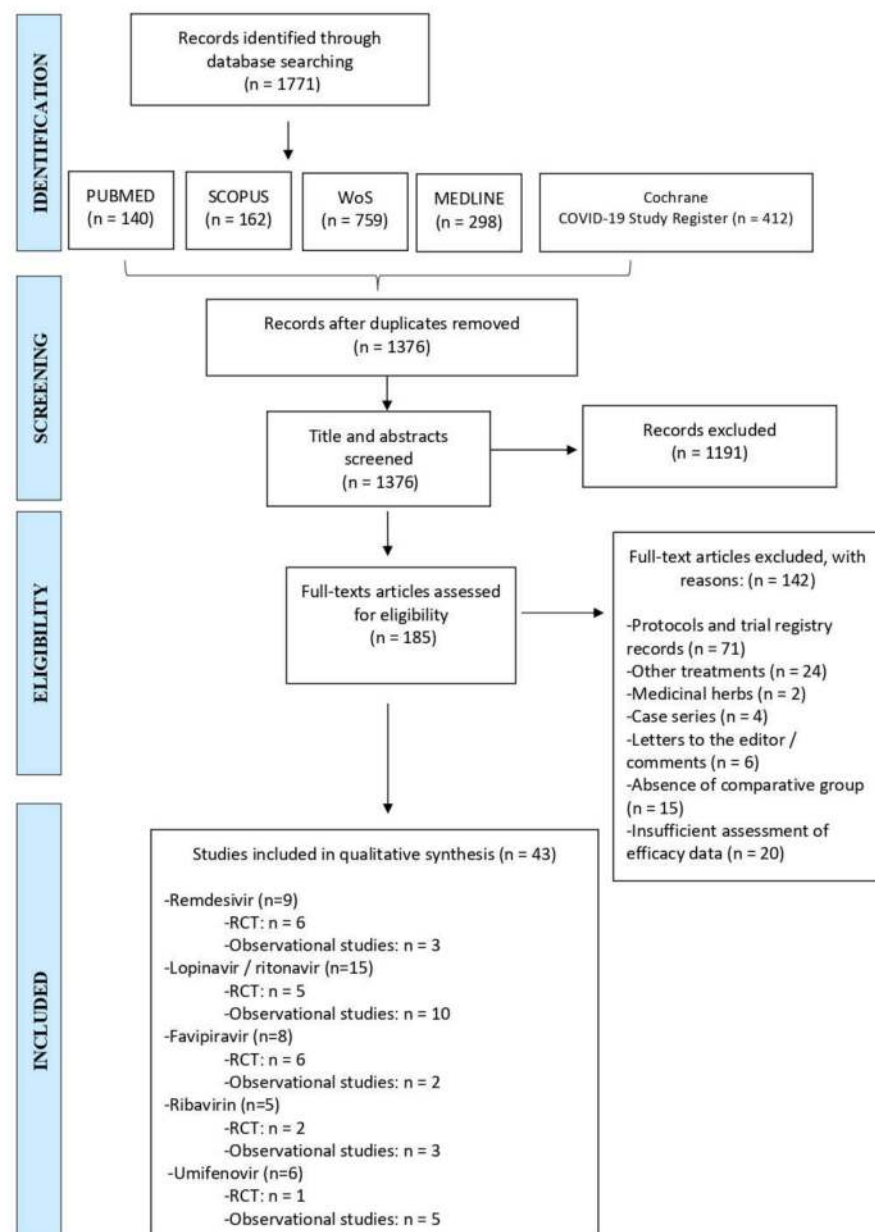 IDENTIFICATION
Records identified through
database searching
(n = 1771)
PUBMED
(n = 140)
SCOPUS
(n = 162)
WoS
(n = 759)
MEDLINE
(n = 298)
Cochrane
COVID-19 Study Register (n = 412)
SCREENING
Records after duplicates removed
(n = 1376)
Title and abstracts
screened
(n = 1376)
Records excluded
(n = 1191)
ELIGIBILITY
Full-texts articles assessed
for eligibility
(n = 185)
Full-text articles excluded, with
reasons: (n = 142)
-Protocols and trial registry
records (n = 71)
-Other treatments (n = 24)
-Medicinal herbs (n = 2)
-Case series (n = 4)
-Letters to the editor /
comments (n = 6)
-Absence of comparative group
(n = 15)
-Insufficient assessment of
efficacy data (n = 20)
INCLUDED
Studies included in qualitative synthesis (n = 43)
-Remdesivir (n=9)
-RCT: n = 6
-Observational studies: n = 3
-Lopinavir / ritonavir (n=15)
-RCT: n = 5
-Observational studies: n = 10
-Favipiravir (n=8)
-RCT: n = 6
-Observational studies: n = 2
-Ribavirin (n=5)
-RCT: n = 2
-Observational studies: n = 3
-Umifenovir (n=6)
-RCT: n = 1
-Observational studies: n = 5